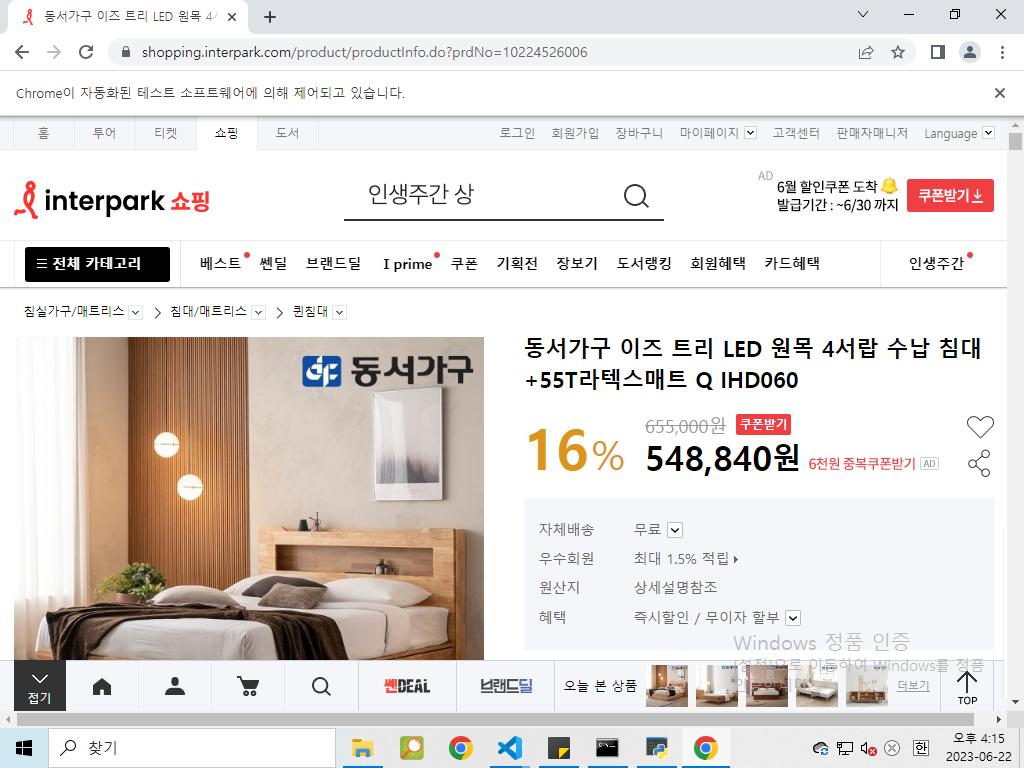 동서가구 이즈 트리 LED 원목 4
shopping.interpark.com/product/productInfo.do?prdNo=10224526006
Chrome이 자동화된 테스트 소프트웨어에 의해 제어되고 있습니다.
홈 투어 티켓 쇼핑 도서 로그인 회원가입 장바구니 마이페이지 고객센터 판매자매니저 Language
interpark 쇼핑
인생주간 상
AD
6월 할인쿠폰 도착
발급기간 : ~6/30 까지
쿠폰받기
전체 카테고리 베스트 쎈딜 브랜드딜 I prime 쿠폰 기획전 장보기 도서랭킹 회원혜택 카드혜택 인생주간
침실가구/매트리스 침대/매트리스 퀸침대
동서가구
동서가구 이즈 트리 LED 원목 4서랍 수납 침대
+55T라텍스매트 Q IHD060
16%
655,000원 쿠폰받기
548,840원 6천원 중복쿠폰받기 AD
자체배송 무료
우수회원 최대 1.5% 적립
원산지 상세설명참조
혜택 즉시할인 / 무이자 할부
Windows 정품 인증
[설정]으로 이동하여 Windows를 정품
접기
쎈DEAL
브랜드딜
오늘 본 상품
더보기
TOP
찾기
한
오후 4:15
2023-06-22